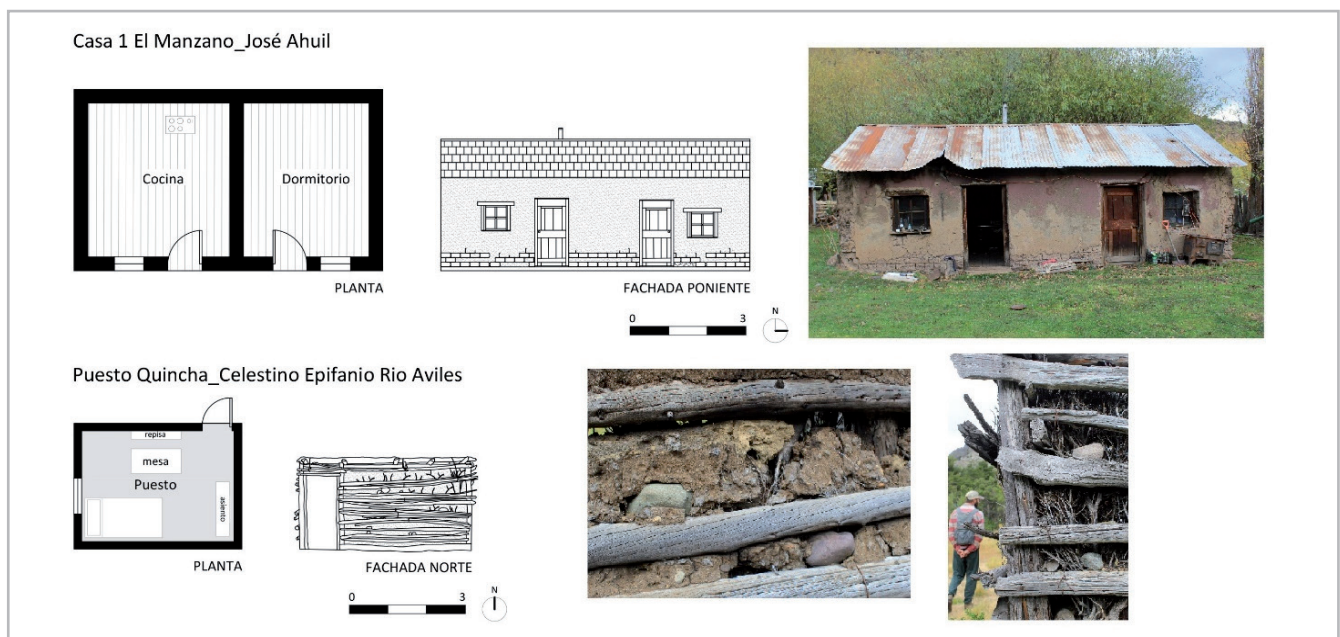 Casa 1 El Manzano_José Ahuil
Cocina
Dormitorio
PLANTA
FACHADA PONIENTE
0 3
N
Puesto Quincha_Celestino Epifanio Rio Aviles
repisa
mesa
Puesto
asiento
PLANTA
FACHADA NORTE
0 3
N